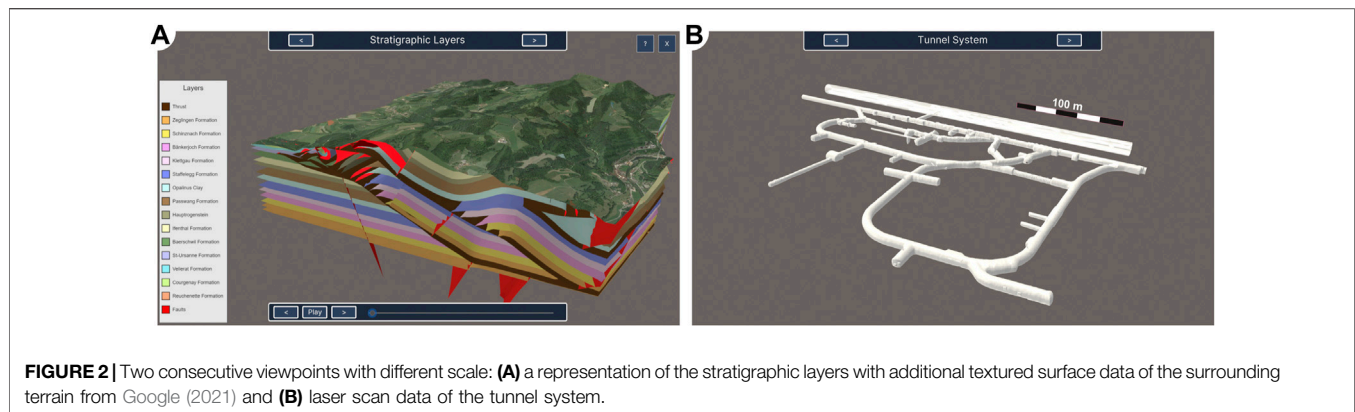 A
Stratigraphic Layers
<
>
?
X
Layers
Thrust
Zeglingen Formation
Schinznach Formation
Bänkerjoch Formation
Klettgau Formation
Staffelegg Formation
Opalinus Clay
Passwang Formation
Hauptrogenstein
Ifenthal Formation
Baerschwil Formation
St-Ursanne Formation
Vellerat Formation
Courgenay Formation
Reuchenette Formation
Faults
<
Play
>
B
Tunnel System
<
>
100 m
FIGURE 2 | Two consecutive viewpoints with different scale: (A) a representation of the stratigraphic layers with additional textured surface data of the surrounding
terrain from Google (2021) and (B) laser scan data of the tunnel system.